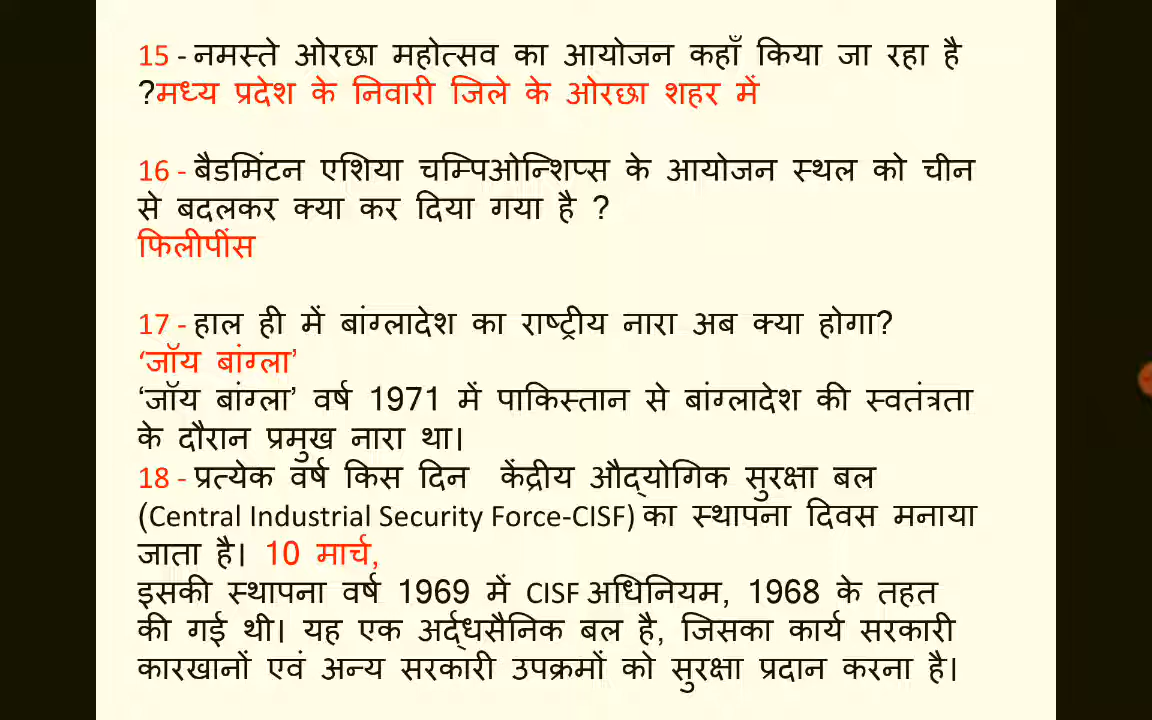 15 - नमस्ते ओरछा महोत्सव का आयोजन कहाँ किया जा रहा है
?मध्य प्रदेश के निवारी जिले के ओरछा शहर में
16 - बैडमिंटन एशिया चम्पिओन्शिप्स के आयोजन स्थल को चीन
से बदलकर क्या कर दिया गया है ?
फिलीपींस
17 - हाल ही में बांग्लादेश का राष्ट्रीय नारा अब क्या होगा?
‘जॉय बांग्ला’
‘जॉय बांग्ला’ वर्ष 1971 में पाकिस्तान से बांग्लादेश की स्वतंत्रता
के दौरान प्रमुख नारा था।
18 - प्रत्येक वर्ष किस दिन केंद्रीय औद्योगिक सुरक्षा बल
(Central Industrial Security Force-CISF) का स्थापना दिवस मनाया
जाता है। 10 मार्च,
इसकी स्थापना वर्ष 1969 में CISF अधिनियम, 1968 के तहत
की गई थी। यह एक अर्द्धसैनिक बल है, जिसका कार्य सरकारी
कारखानों एवं अन्य सरकारी उपक्रमों को सुरक्षा प्रदान करना है।